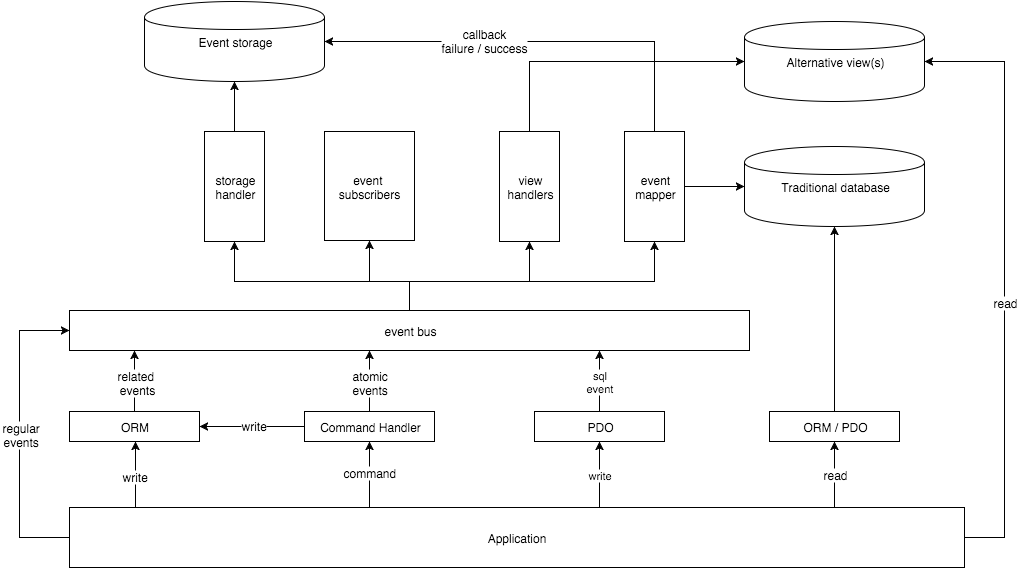 Event storage
callback
failure / success
Alternative view(s)
storage
handler
event
subscribers
view
handlers
event
mapper
Traditional database
read
event bus
related
events
atomic
events
sql
event
regular
events
ORM
write
Command Handler
PDO
ORM / PDO
write
command
write
read
Application